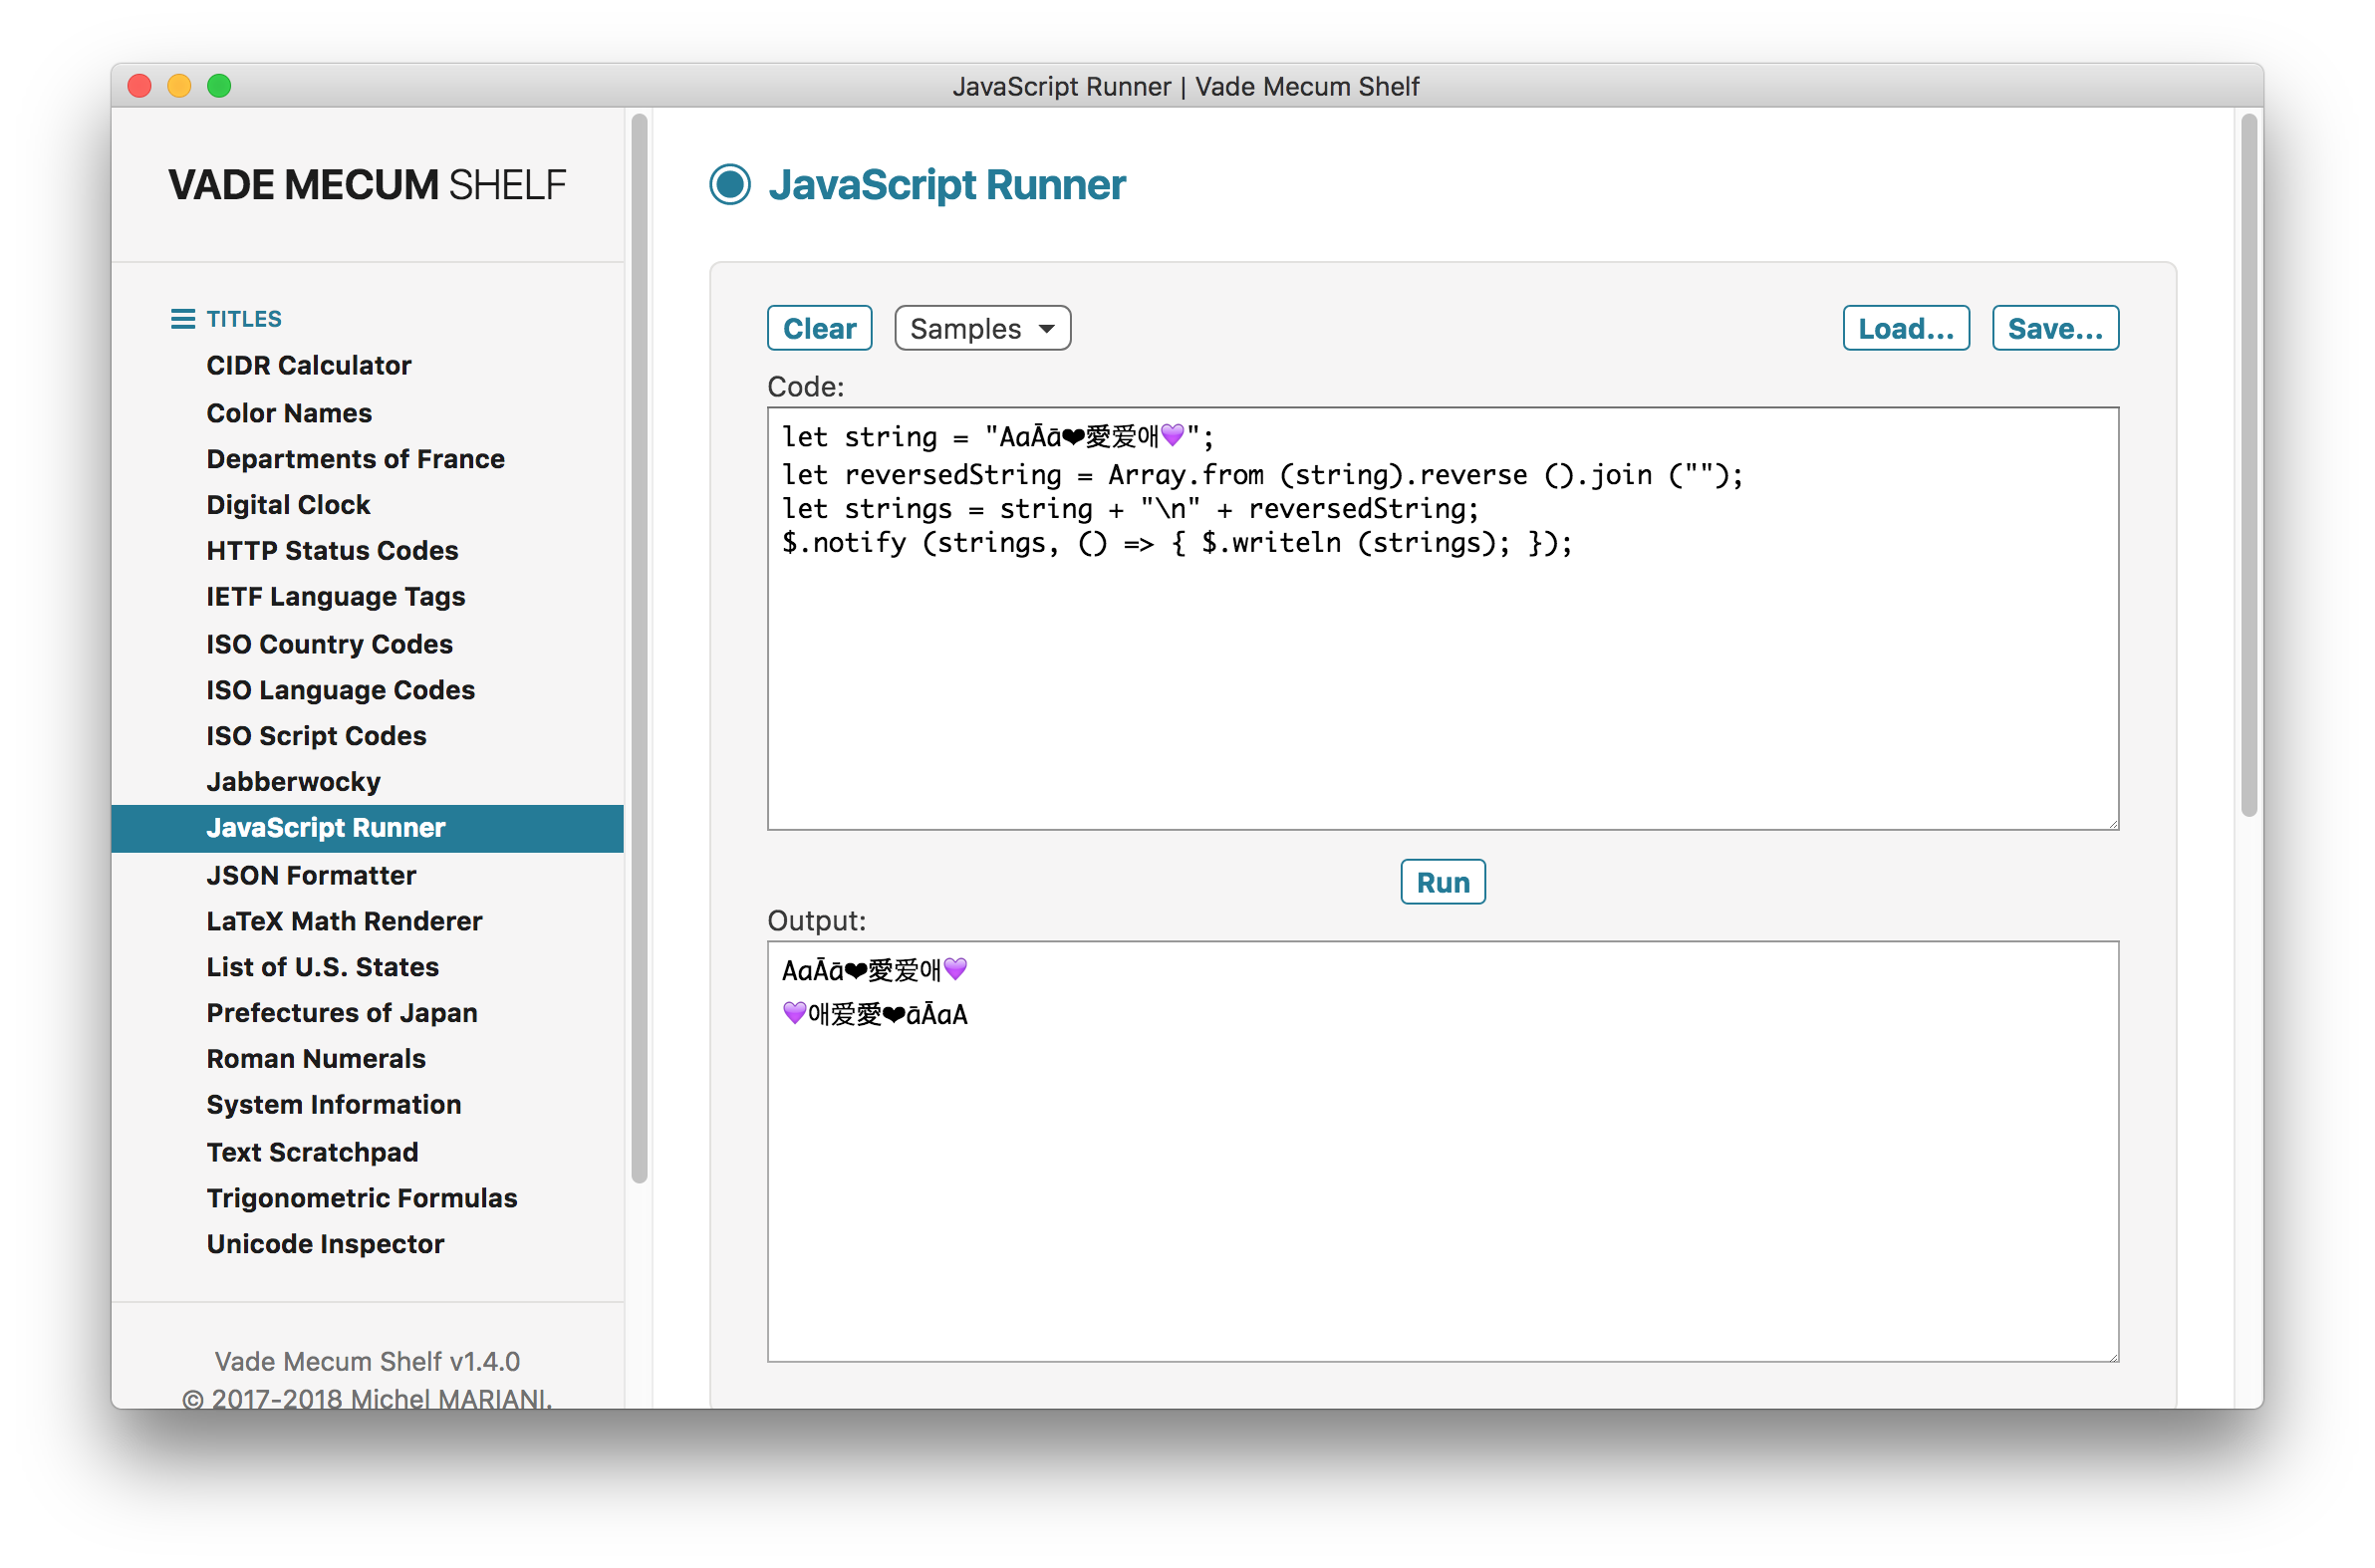 JavaScript Runner | Vade Mecum Shelf
VADE MECUM SHELF
TITLES
CIDR Calculator
Color Names
Departments of France
Digital Clock
HTTP Status Codes
IETF Language Tags
ISO Country Codes
ISO Language Codes
ISO Script Codes
Jabberwocky
JavaScript Runner
JSON Formatter
LaTeX Math Renderer
List of U.S. States
Prefectures of Japan
Roman Numerals
System Information
Text Scratchpad
Trigonometric Formulas
Unicode Inspector
Vade Mecum Shelf v1.4.0
© 2017-2018 Michel MARIANI.
JavaScript Runner
Clear Samples Load... Save...
Code:
let string = "AaĀā❤愛爱애💜";
let reversedString = Array.from (string).reverse ().join ("");
let strings = string + "\n" + reversedString;
$.notify (strings, () => { $.writeln (strings); });
Run
Output:
AaĀā❤愛爱애💜
💜애爱愛❤āĀaA